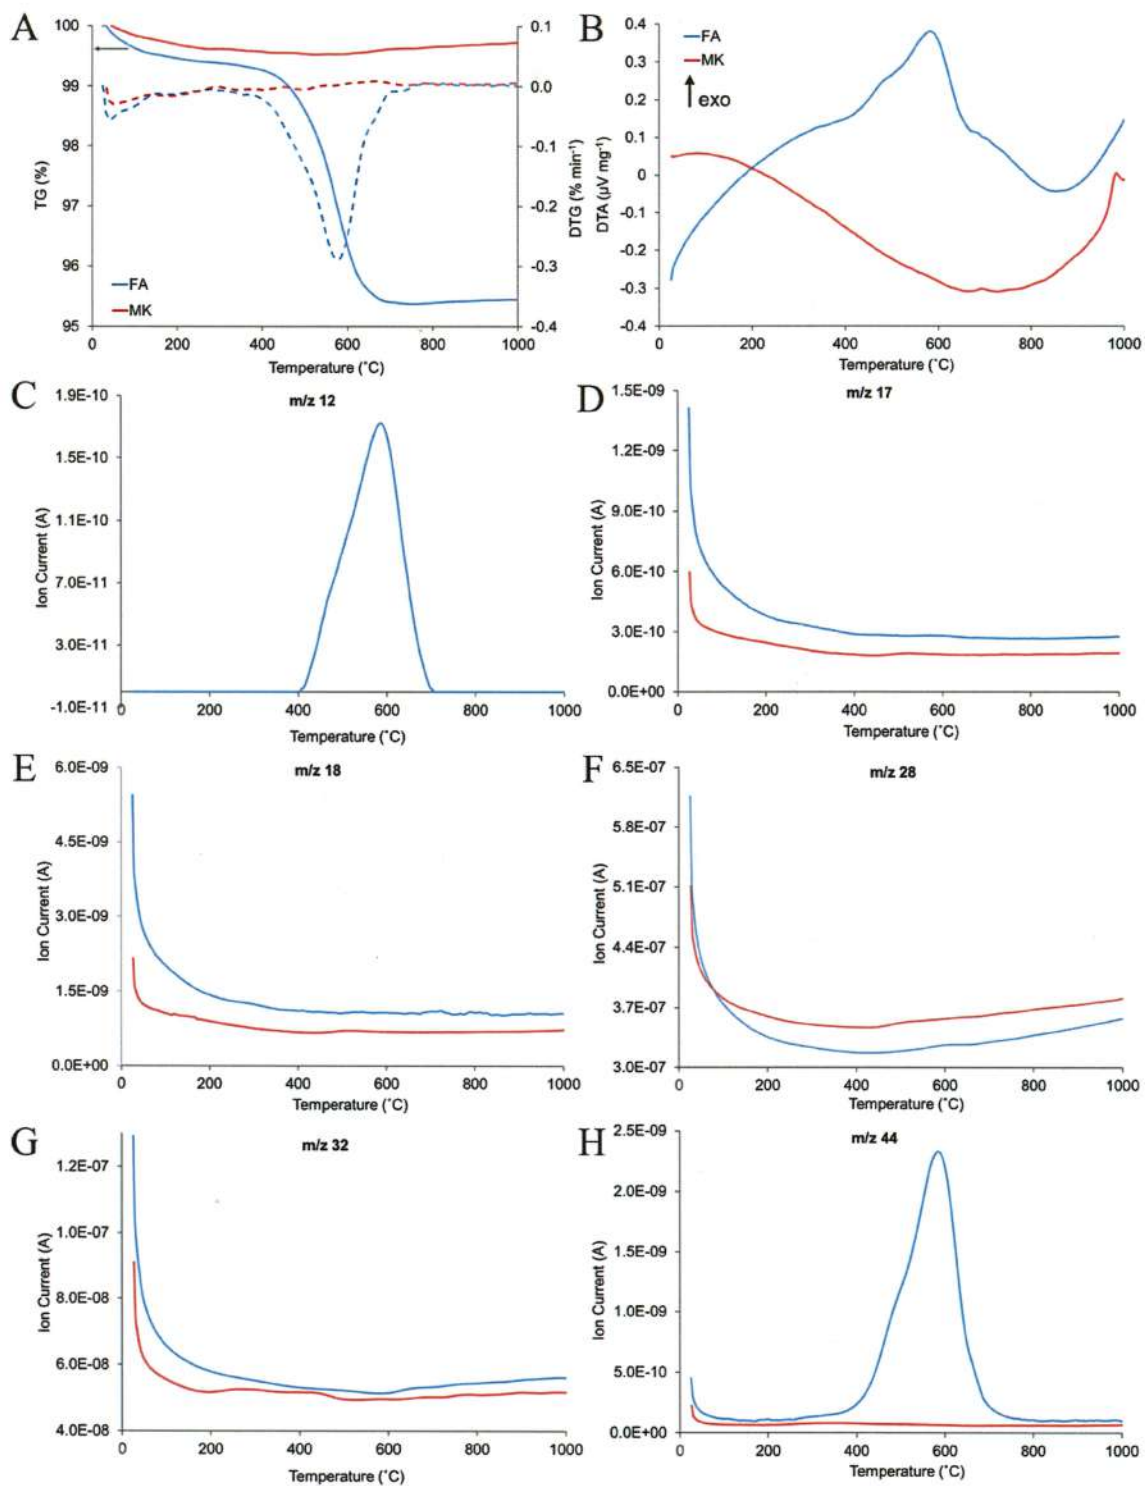 A
100
99
98
97
96
95
TG (%)
0.1
0.0
-0.1
-0.2
-0.3
-0.4
DTG (% min⁻¹)
FA
MK
0 200 400 600 800 1000
Temperature (˚C)
B
0.4
0.3
0.2
0.1
0
-0.1
-0.2
-0.3
-0.4
DTA (µV mg⁻¹)
FA
MK
exo
0 200 400 600 800 1000
Temperature (˚C)
C
m/z 12
1.9E-10
1.5E-10
1.1E-10
7.0E-11
3.0E-11
-1.0E-11
Ion Current (A)
0 200 400 600 800 1000
Temperature (˚C)
D
m/z 17
1.5E-09
1.2E-09
9.0E-10
6.0E-10
3.0E-10
0.0E+00
Ion Current (A)
0 200 400 600 800 1000
Temperature (˚C)
E
m/z 18
6.0E-09
4.5E-09
3.0E-09
1.5E-09
0.0E+00
Ion Current (A)
0 200 400 600 800 1000
Temperature (˚C)
F
m/z 28
6.5E-07
5.8E-07
5.1E-07
4.4E-07
3.7E-07
3.0E-07
Ion Current (A)
0 200 400 600 800 1000
Temperature (˚C)
G
m/z 32
1.2E-07
1.0E-07
8.0E-08
6.0E-08
4.0E-08
Ion Current (A)
0 200 400 600 800 1000
Temperature (˚C)
H
m/z 44
2.5E-09
2.0E-09
1.5E-09
1.0E-09
5.0E-10
0.0E+00
Ion Current (A)
0 200 400 600 800 1000
Temperature (˚C)